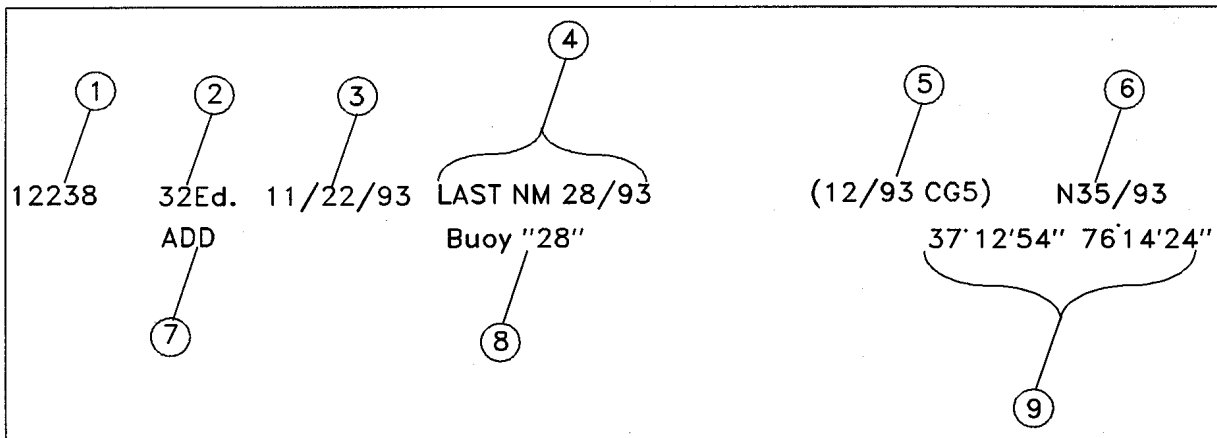 4
1 2 3 5 6
12238 32Ed. 11/22/93 LAST NM 28/93 (12/93 CG5) N35/93
ADD Buoy "28" 37°12'54" 76°14'24"
7 8
9